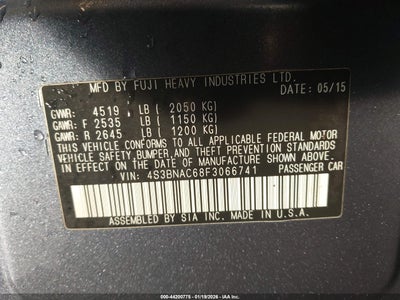 MFD BY FUJI HEAVY INDUSTRIES LTD.
DATE: 05/15
GVWR: 4519 LB ( 2050 KG)
GAWR: F 2535 LB ( 1150 KG)
GAWR: R 2645 LB ( 1200 KG)
THIS VEHICLE CONFORMS TO ALL APPLICABLE FEDERAL MOTOR
VEHICLE SAFETY, BUMPER, AND THEFT PREVENTION STANDARDS
IN EFFECT ON THE DATE OF MANUFACTURE SHOWN ABOVE.
VIN: 4S3BNAC68F3066741 PASSENGER CAR
ASSEMBLED BY SIA INC. MADE IN U.S.A.
000-44200775 - 01/19/2026 - IAAI.com